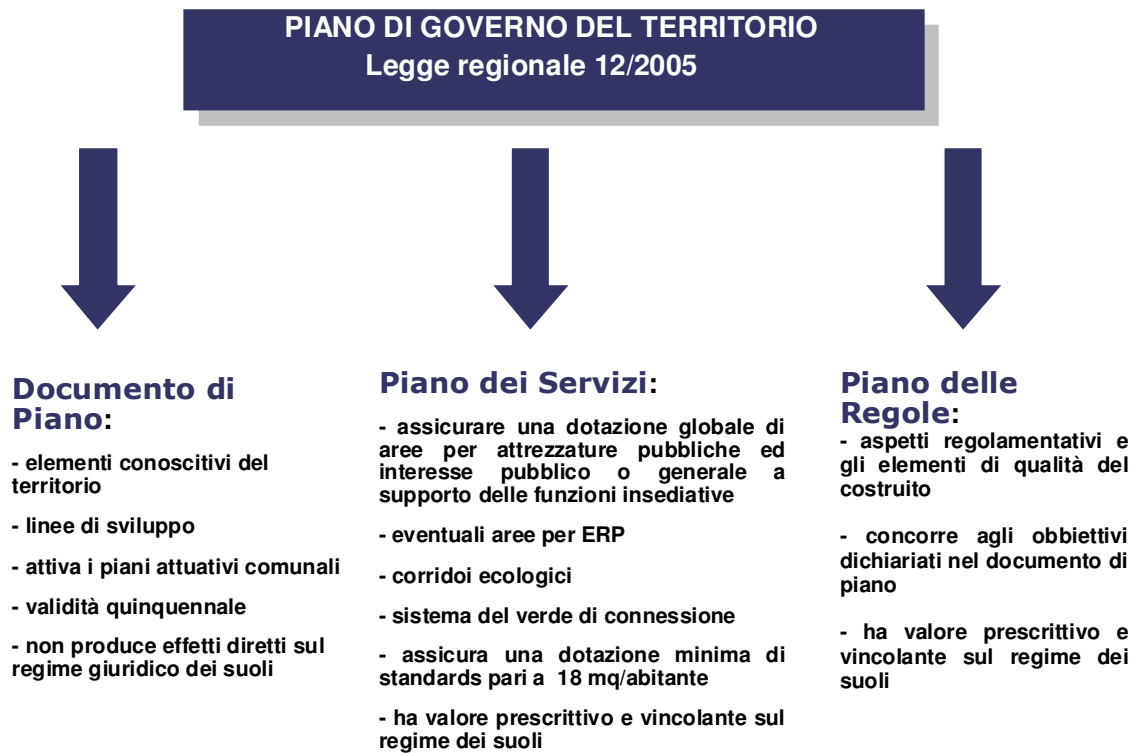 PIANO DI GOVERNO DEL TERRITORIO
Legge regionale 12/2005
Documento di
Piano:
- elementi conoscitivi del
territorio
- linee di sviluppo
- attiva i piani attuativi comunali
- validità quinquennale
- non produce effetti diretti sul
regime giuridico dei suoli
Piano dei Servizi:
- assicurare una dotazione globale di
aree per attrezzature pubbliche ed
interesse pubblico o generale a
supporto delle funzioni insediative
- eventuali aree per ERP
- corridoi ecologici
- sistema del verde di connessione
- assicura una dotazione minima di
standards pari a 18 mq/abitante
- ha valore prescrittivo e vincolante sul
regime dei suoli
Piano delle
Regole:
- aspetti regolamentativi e
gli elementi di qualità del
costruito
- concorre agli obbiettivi
dichiariati nel documento di
piano
- ha valore prescrittivo e
vincolante sul regime dei
suoli